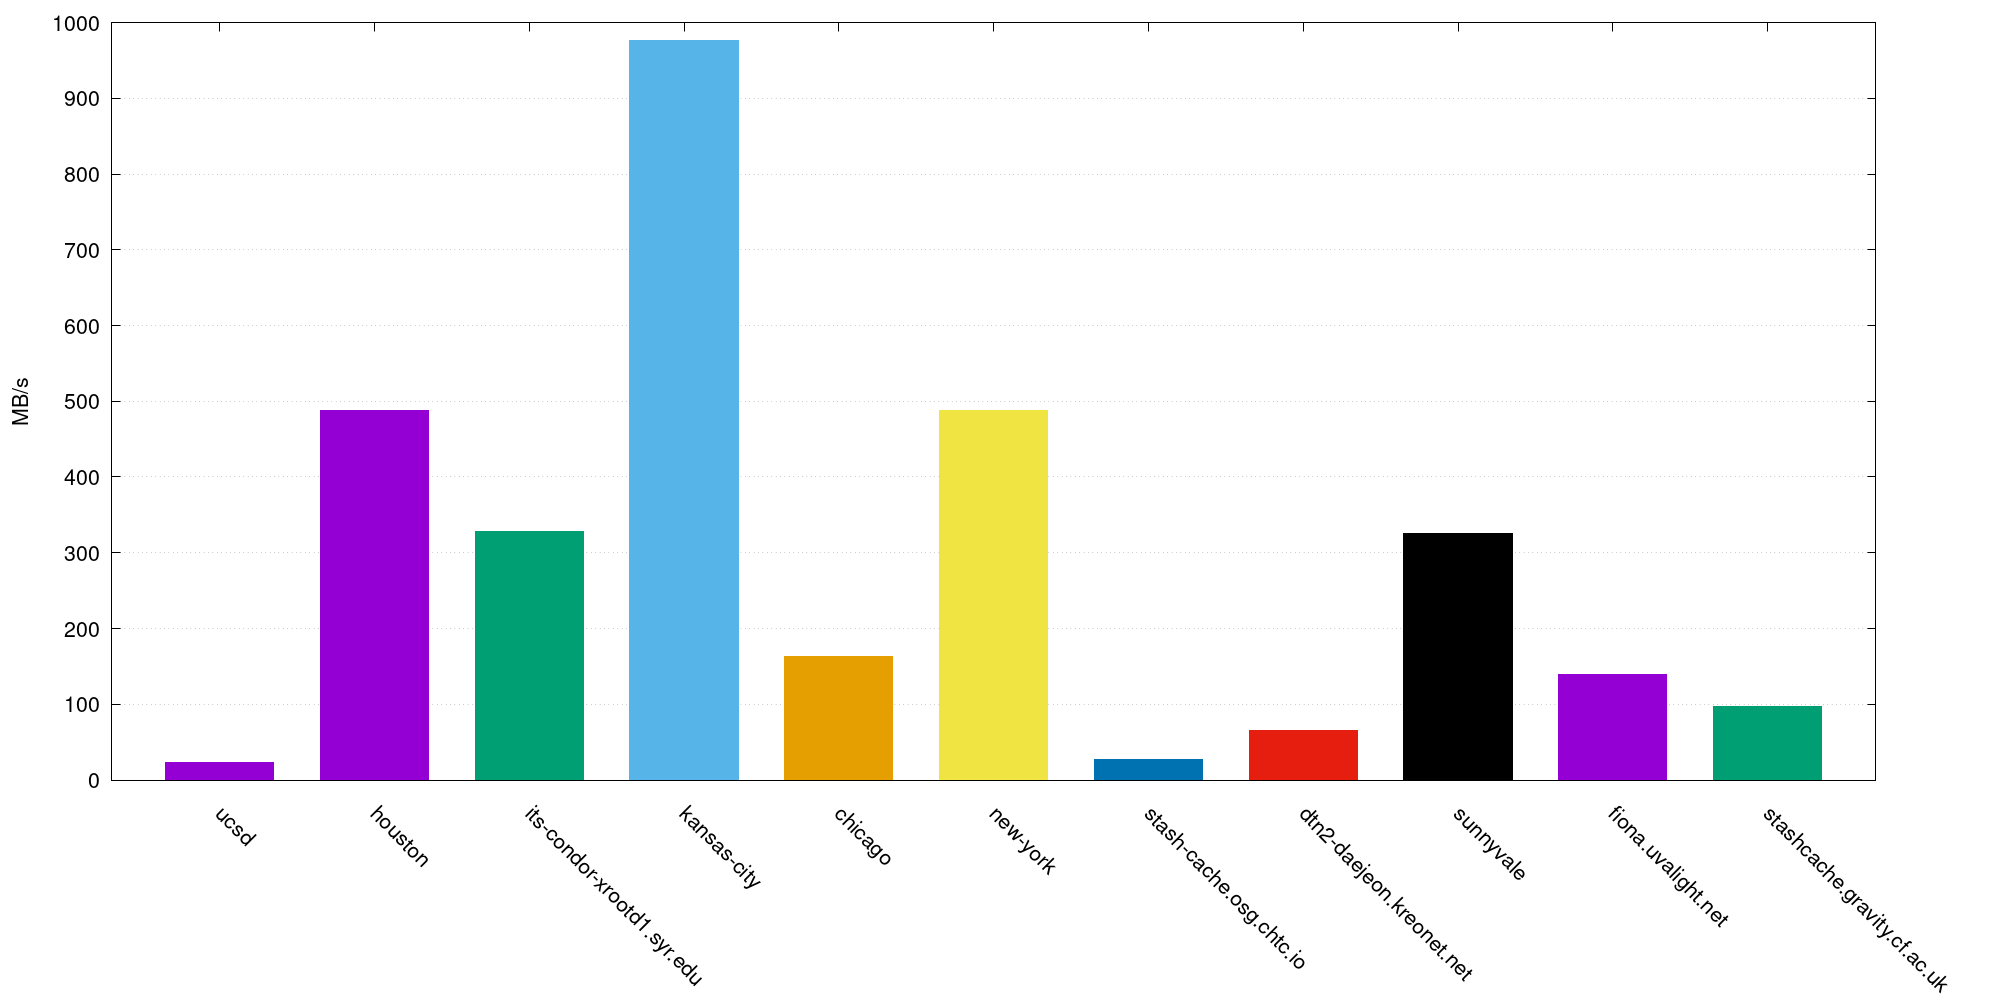 1000
900
800
700
600
500
400
300
200
100
0
MB/s
ucsd
houston
its-condor-xrootd1.syr.edu
kansas-city
chicago
new-york
stash-cache.osg.chtc.io
dtn2-daejeon.kreonet.net
sunnyvale
fiona.uvalight.net
stashcache.gravity.cf.ac.uk